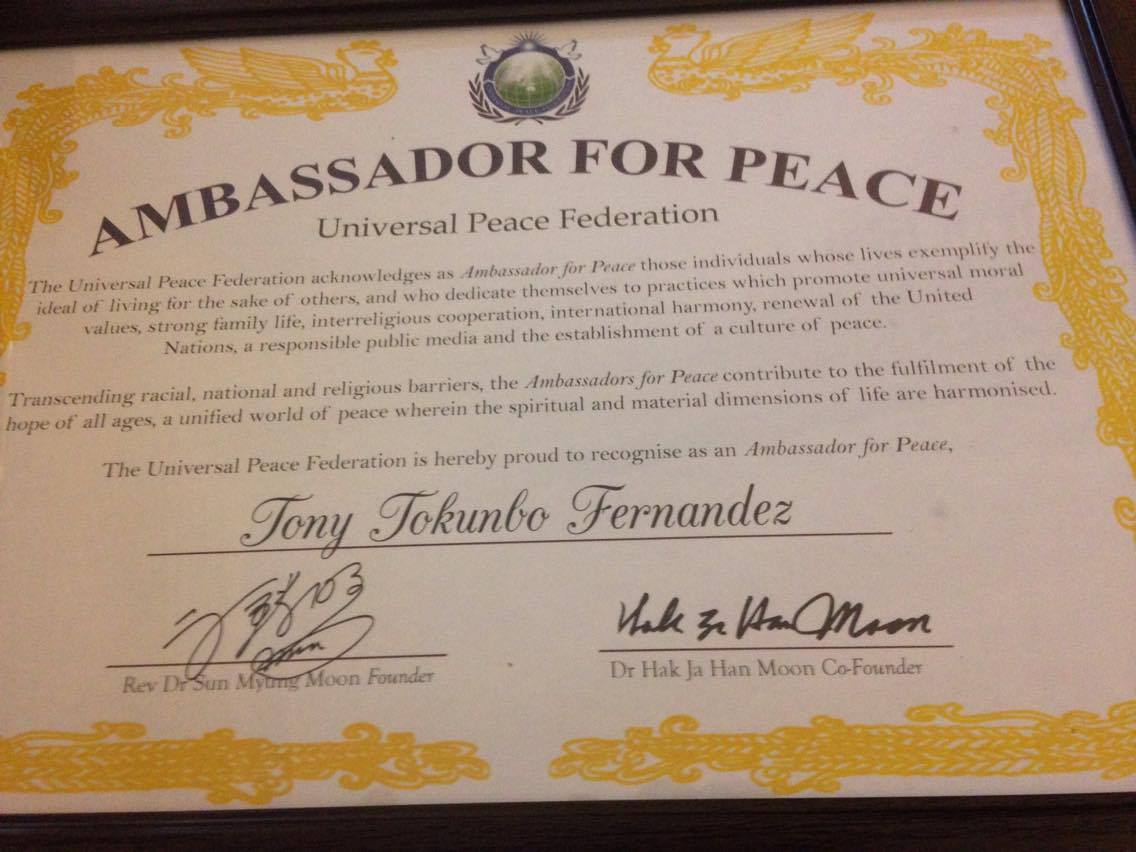 AMBASSADOR FOR PEACE
Universal Peace Federation
The Universal Peace Federation acknowledges as Ambassador for Peace those individuals whose lives exemplify the
ideal of living for the sake of others, and who dedicate themselves to practices which promote universal moral
values, strong family life, interreligious cooperation, international harmony, renewal of the United
Nations, a responsible public media and the establishment of a culture of peace.
Transcending racial, national and religious barriers, the Ambassadors for Peace contribute to the fulfilment of the
hope of all ages, a unified world of peace wherein the spiritual and material dimensions of life are harmonised.
The Universal Peace Federation is hereby proud to recognise as an Ambassador for Peace,
Tony Tokunbo Fernandez
Hak Ja Han Moon
Rev Dr Sun Myung Moon Founder
Dr Hak Ja Han Moon Co-Founder